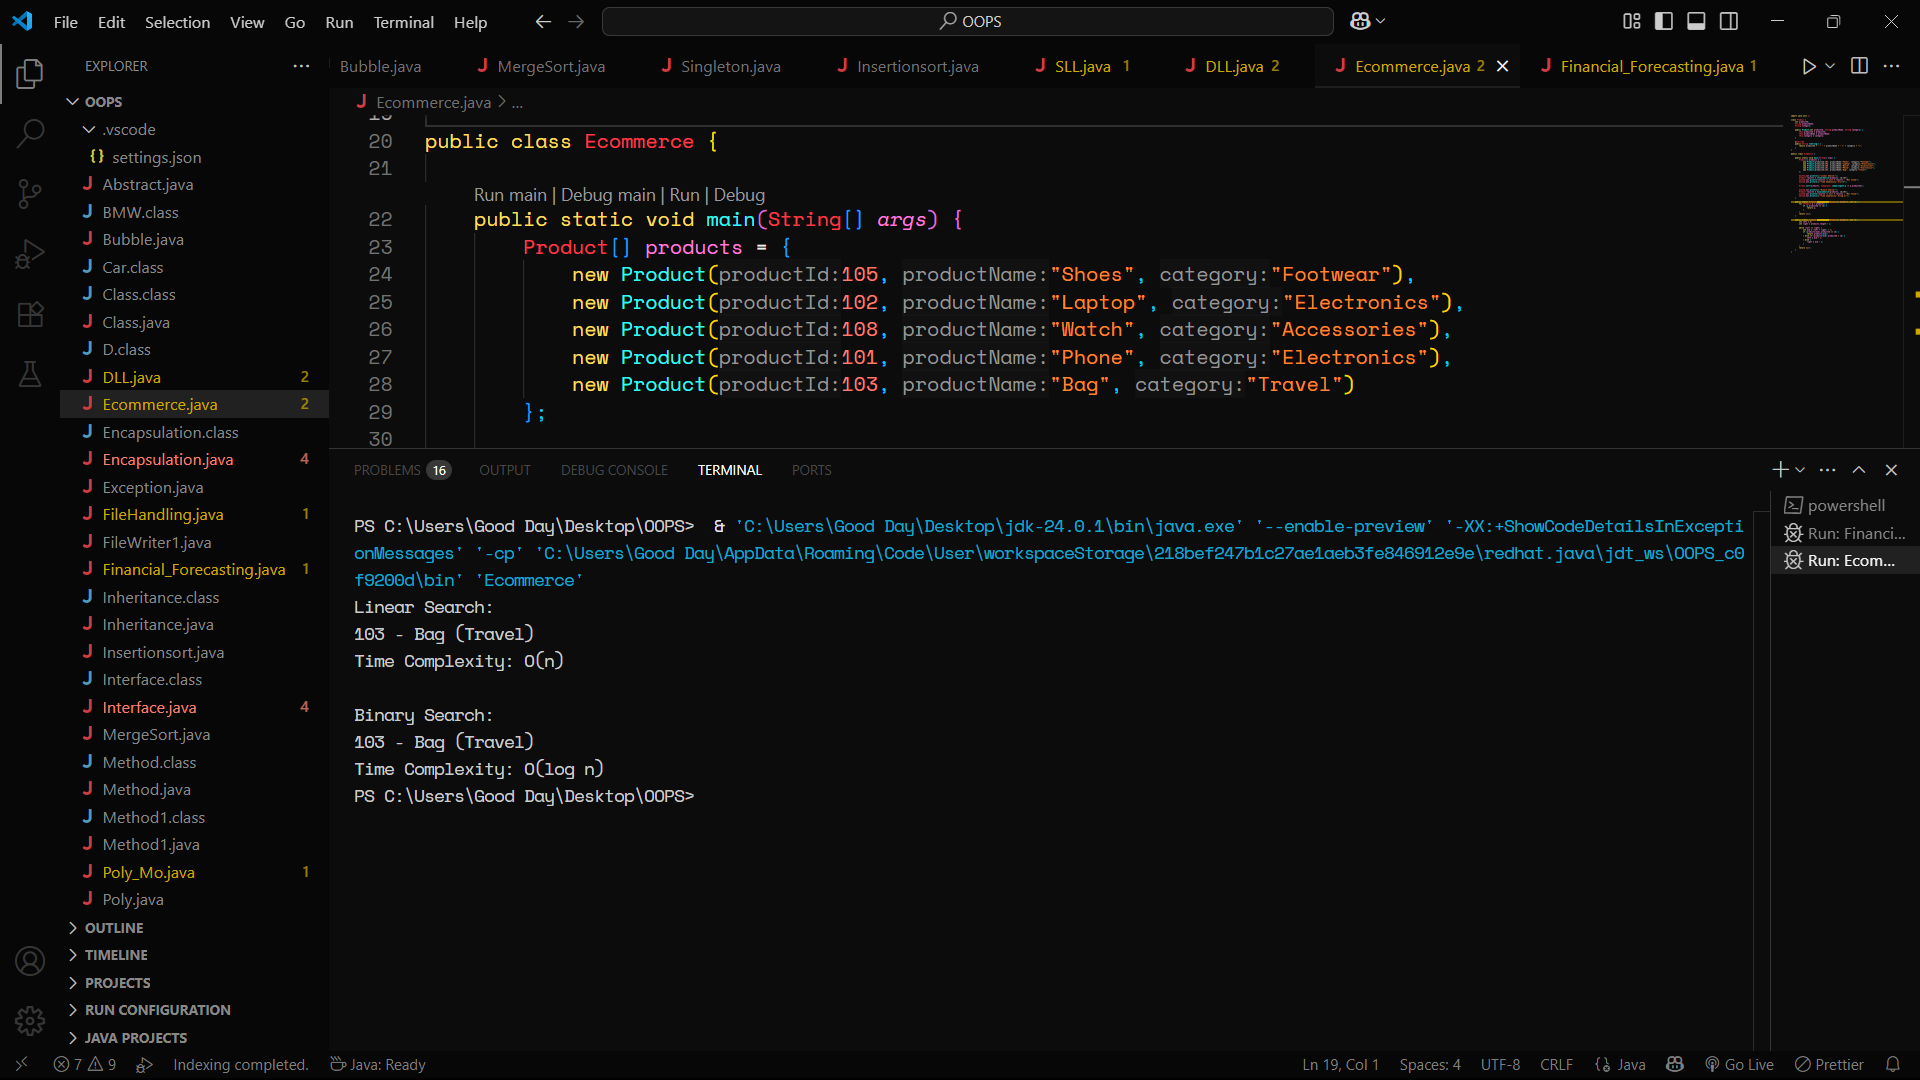 File Edit Selection View Go Run Terminal Help
OOPS
EXPLORER
Bubble.java MergeSort.java Singleton.java Insertionsort.java SLL.java 1 DLL.java 2 Ecommerce.java 2 Financial_Forecasting.java 1
Ecommerce.java > ...
OOPS
.vscode
{} settings.json
J Abstract.java
J BMW.class
J Bubble.java
J Car.class
J Class.class
J Class.java
J D.class
J DLL.java 2
J Ecommerce.java 2
J Encapsulation.class
J Encapsulation.java 4
J Exception.java
J FileHandling.java 1
J FileWriter1.java
J Financial_Forecasting.java 1
J Inheritance.class
J Inheritance.java
J Insertionsort.java
J Interface.class
J Interface.java 4
J MergeSort.java
J Method.class
J Method.java
J Method1.class
J Method1.java
J Poly_Mo.java 1
J Poly.java
OUTLINE
TIMELINE
PROJECTS
RUN CONFIGURATION
JAVA PROJECTS
19
20 public class Ecommerce {
21
Run main | Debug main | Run | Debug
22 public static void main(String[] args) {
23 Product[] products = {
24 new Product(productId:105, productName:"Shoes", category:"Footwear"),
25 new Product(productId:102, productName:"Laptop", category:"Electronics"),
26 new Product(productId:108, productName:"Watch", category:"Accessories"),
27 new Product(productId:101, productName:"Phone", category:"Electronics"),
28 new Product(productId:103, productName:"Bag", category:"Travel")
29 };
30
PROBLEMS 16 OUTPUT DEBUG CONSOLE TERMINAL PORTS
PS C:\Users\Good Day\Desktop\OOPS> & 'C:\Users\Good Day\Desktop\jdk-24.0.1\bin\java.exe' '--enable-preview' '-XX:+ShowCodeDetailsInExcepti
onMessages' '-cp' 'C:\Users\Good Day\AppData\Roaming\Code\User\workspaceStorage\218bef247b1c27ae1aeb3fe846912e9e\redhat.java\jdt_ws\OOPS_c0
f9200d\bin' 'Ecommerce'
Linear Search:
103 - Bag (Travel)
Time Complexity: O(n)
Binary Search:
103 - Bag (Travel)
Time Complexity: O(log n)
PS C:\Users\Good Day\Desktop\OOPS>
powershell
Run: Financi...
Run: Ecom...
7 9 Indexing completed. Java: Ready
Ln 19, Col 1 Spaces: 4 UTF-8 CRLF {} Java Go Live Prettier